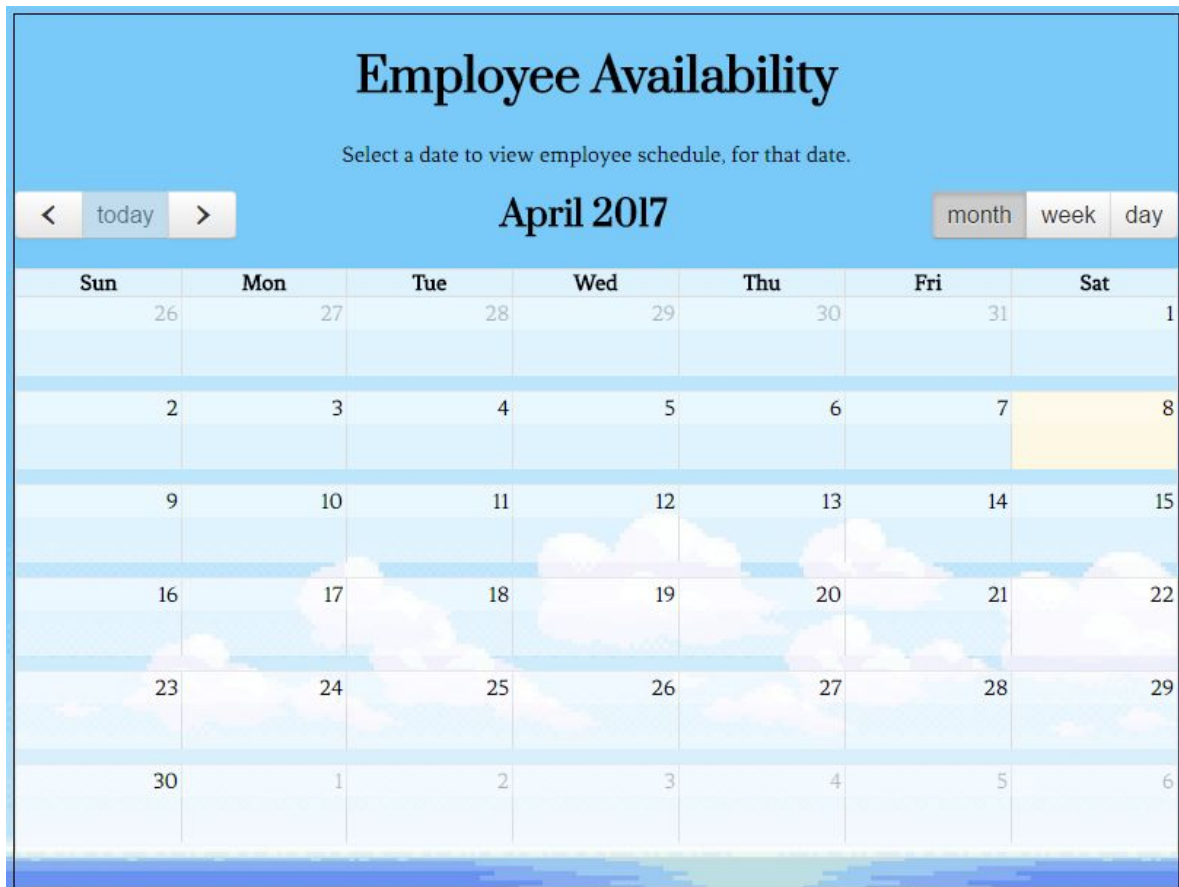 Employee Availability
Select a date to view employee schedule, for that date.
today April 2017 month week day
Sun Mon Tue Wed Thu Fri Sat
26 27 28 29 30 31 1
2 3 4 5 6 7 8
9 10 11 12 13 14 15
16 17 18 19 20 21 22
23 24 25 26 27 28 29
30 1 2 3 4 5 6